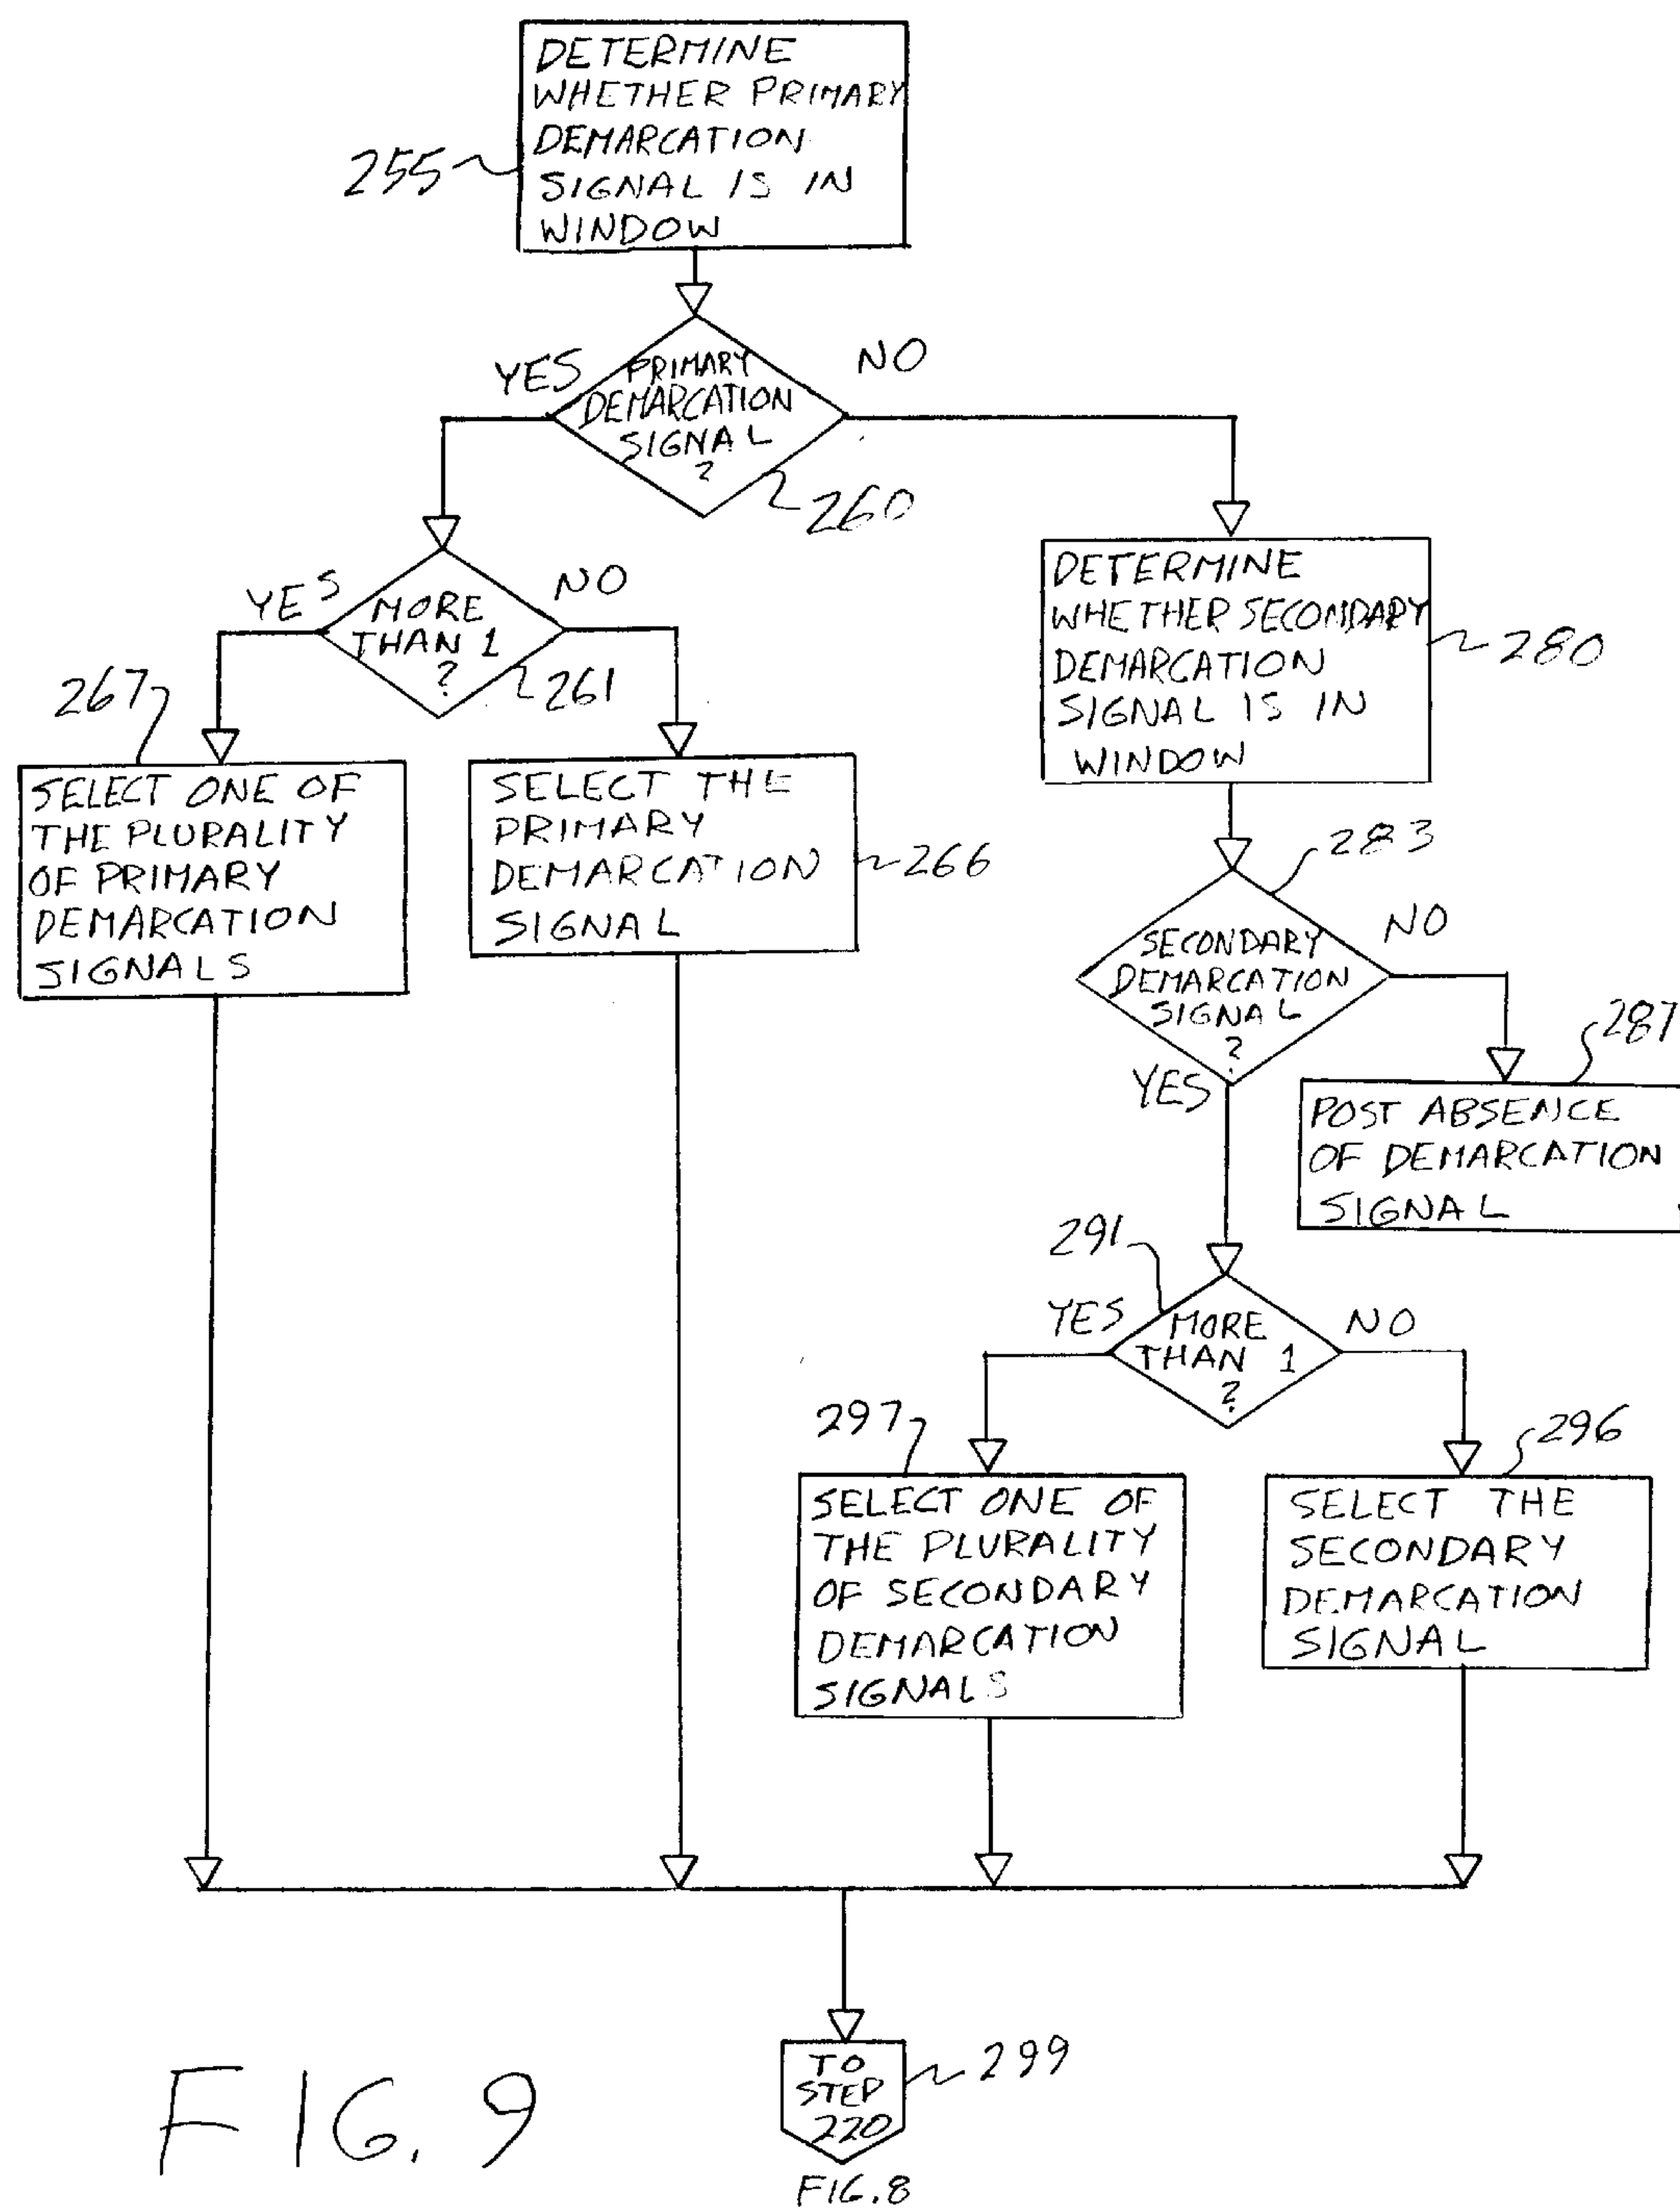 DETERMINE
WHETHER PRIMARY
DEMARCATION
SIGNAL IS IN
WINDOW
255
YES
NO
PRIMARY
DEMARCATION
SIGNAL
?
260
YES
NO
MORE
THAN 1
?
261
267
SELECT ONE OF
THE PLURALITY
OF PRIMARY
DEMARCATION
SIGNALS
SELECT THE
PRIMARY
DEMARCATION
SIGNAL
266
DETERMINE
WHETHER SECONDARY
DEMARCATION
SIGNAL IS IN
WINDOW
280
283
SECONDARY
DEMARCATION
SIGNAL
?
NO
YES
287
POST ABSENCE
OF DEMARCATION
SIGNAL
291
YES
NO
MORE
THAN 1
?
297
SELECT ONE OF
THE PLURALITY
OF SECONDARY
DEMARCATION
SIGNALS
296
SELECT THE
SECONDARY
DEMARCATION
SIGNAL
TO
STEP
220
299
FIG. 8
FIG. 9